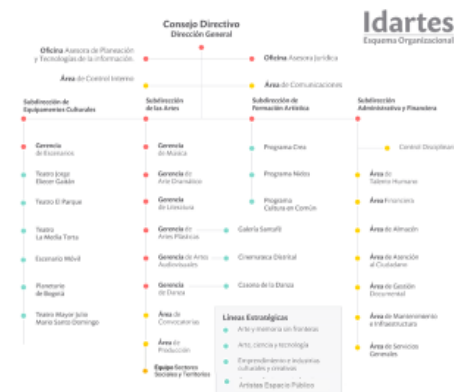 Idartes
Esquema Organizacional
Consejo Directivo
Dirección General
Oficina Asesora de Planeación
y Tecnologías de la información.
Oficina Asesora Jurídica
Área de Control Interno
Área de Comunicaciones
Subdirección de
Equipamentos Culturales
Subdirección
de las Artes
Subdirección de
Formación Artística
Subdirección
Administrativa y Financiera
Gerencia
de Escenarios
Teatro Jorge
Eliecer Gaitán
Teatro El Parque
Teatro
La Media Torta
Escenario Móvil
Planetario
de Bogotá
Teatro Mayor Julio
Mario Santo Domingo
Gerencia
de Música
Gerencia de
Arte Dramático
Gerencia
de Literatura
Gerencia de
Artes Plásticas
Gerencia de Artes
Audiovisuales
Gerencia
de Danza
Área de
Convocatorias
Área de
Producción
Equipo Sectores
Sociales y Territorios
Programa Crea
Programa Nidos
Programa
Cultura en Común
Galería Santafé
Cinemateca Distrital
Casona de la Danza
Control Disciplinar
Área de
Talento Humano
Área Financiera
Área de Almacén
Área de Atención
al Ciudadano
Área de Gestión
Documental
Área de Mantenimiento
e Infraestructura
Área de Servicios
Generales
Líneas Estratégicas
Arte y memoria sin fronteras
Arte, ciencia y tecnología
Emprendimiento e industrias
culturales y creativas
Artistas Espacio Público